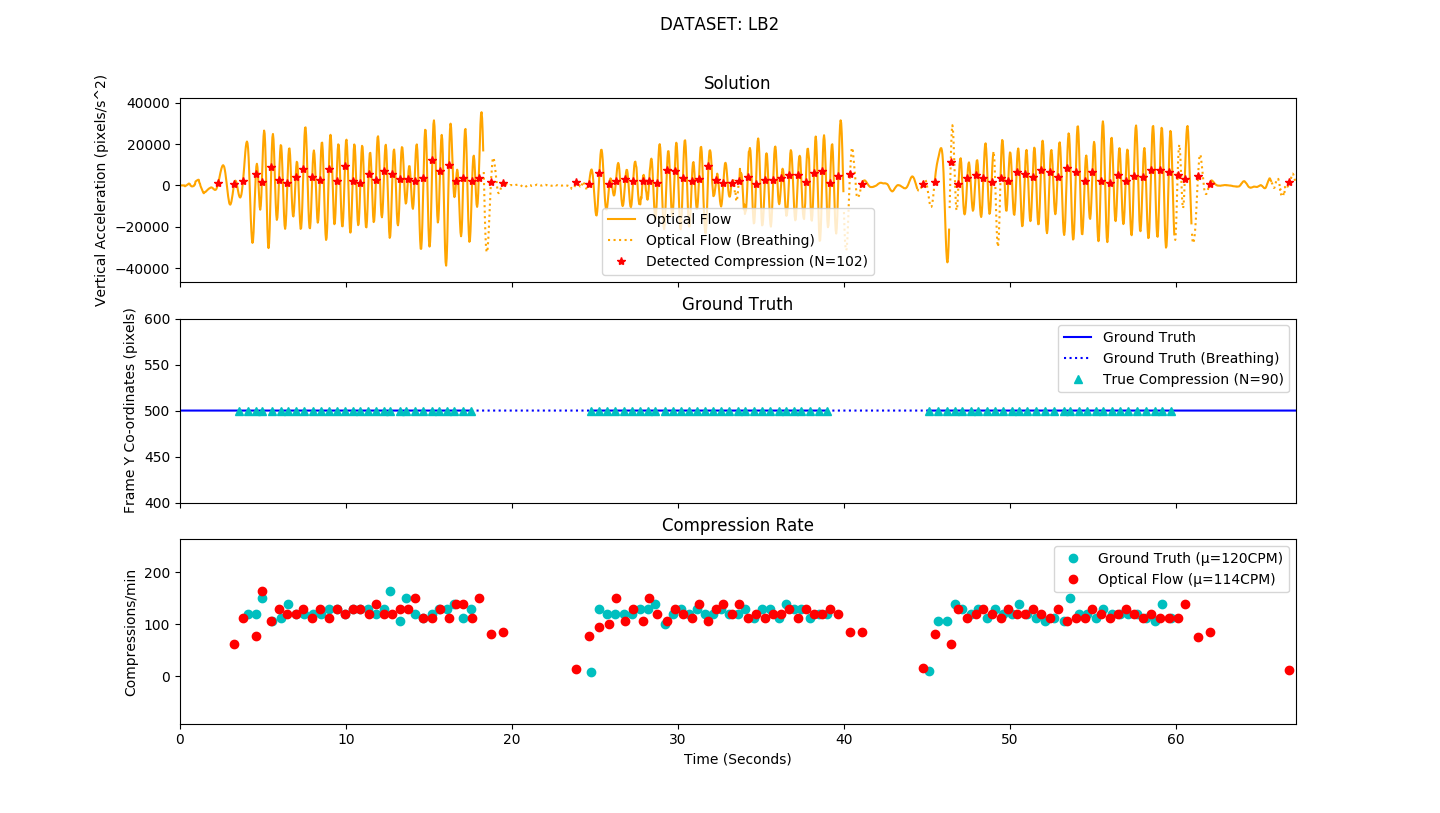 DATASET: LB2
Solution
Vertical Acceleration (pixels/s^2)
40000
20000
0
−20000
−40000
Optical Flow
Optical Flow (Breathing)
Detected Compression (N=102)
Ground Truth
Frame Y Co-ordinates (pixels)
600
550
500
450
400
Ground Truth
Ground Truth (Breathing)
True Compression (N=90)
Compression Rate
Compressions/min
200
100
0
Ground Truth (μ=120CPM)
Optical Flow (μ=114CPM)
0 10 20 30 40 50 60
Time (Seconds)